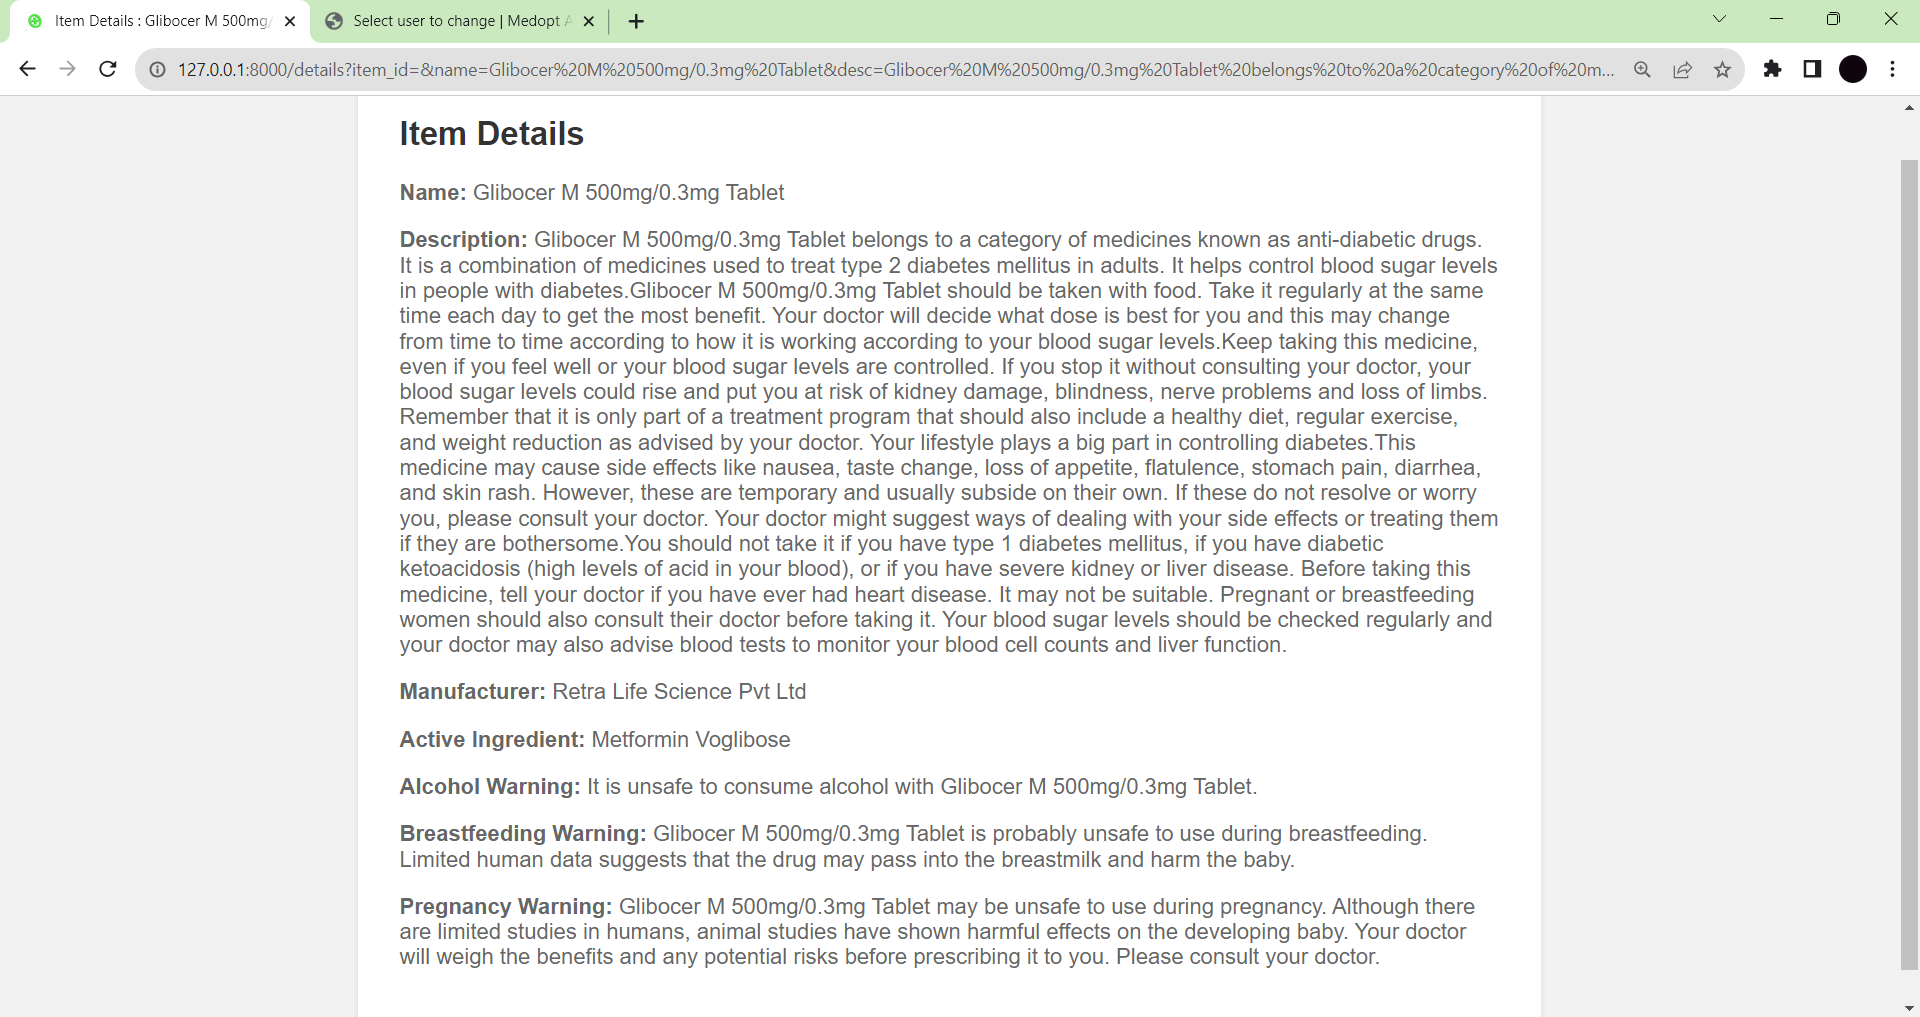 Item Details : Glibocer M 500mg/
Select user to change | Medopt A
127.0.0.1:8000/details?item_id=&name=Glibocer%20M%20500mg/0.3mg%20Tablet&desc=Glibocer%20M%20500mg/0.3mg%20Tablet%20belongs%20to%20a%20category%20of%20m...
Item Details
Name: Glibocer M 500mg/0.3mg Tablet
Description: Glibocer M 500mg/0.3mg Tablet belongs to a category of medicines known as anti-diabetic drugs.
It is a combination of medicines used to treat type 2 diabetes mellitus in adults. It helps control blood sugar levels
in people with diabetes.Glibocer M 500mg/0.3mg Tablet should be taken with food. Take it regularly at the same
time each day to get the most benefit. Your doctor will decide what dose is best for you and this may change
from time to time according to how it is working according to your blood sugar levels.Keep taking this medicine,
even if you feel well or your blood sugar levels are controlled. If you stop it without consulting your doctor, your
blood sugar levels could rise and put you at risk of kidney damage, blindness, nerve problems and loss of limbs.
Remember that it is only part of a treatment program that should also include a healthy diet, regular exercise,
and weight reduction as advised by your doctor. Your lifestyle plays a big part in controlling diabetes.This
medicine may cause side effects like nausea, taste change, loss of appetite, flatulence, stomach pain, diarrhea,
and skin rash. However, these are temporary and usually subside on their own. If these do not resolve or worry
you, please consult your doctor. Your doctor might suggest ways of dealing with your side effects or treating them
if they are bothersome.You should not take it if you have type 1 diabetes mellitus, if you have diabetic
ketoacidosis (high levels of acid in your blood), or if you have severe kidney or liver disease. Before taking this
medicine, tell your doctor if you have ever had heart disease. It may not be suitable. Pregnant or breastfeeding
women should also consult their doctor before taking it. Your blood sugar levels should be checked regularly and
your doctor may also advise blood tests to monitor your blood cell counts and liver function.
Manufacturer: Retra Life Science Pvt Ltd
Active Ingredient: Metformin Voglibose
Alcohol Warning: It is unsafe to consume alcohol with Glibocer M 500mg/0.3mg Tablet.
Breastfeeding Warning: Glibocer M 500mg/0.3mg Tablet is probably unsafe to use during breastfeeding.
Limited human data suggests that the drug may pass into the breastmilk and harm the baby.
Pregnancy Warning: Glibocer M 500mg/0.3mg Tablet may be unsafe to use during pregnancy. Although there
are limited studies in humans, animal studies have shown harmful effects on the developing baby. Your doctor
will weigh the benefits and any potential risks before prescribing it to you. Please consult your doctor.